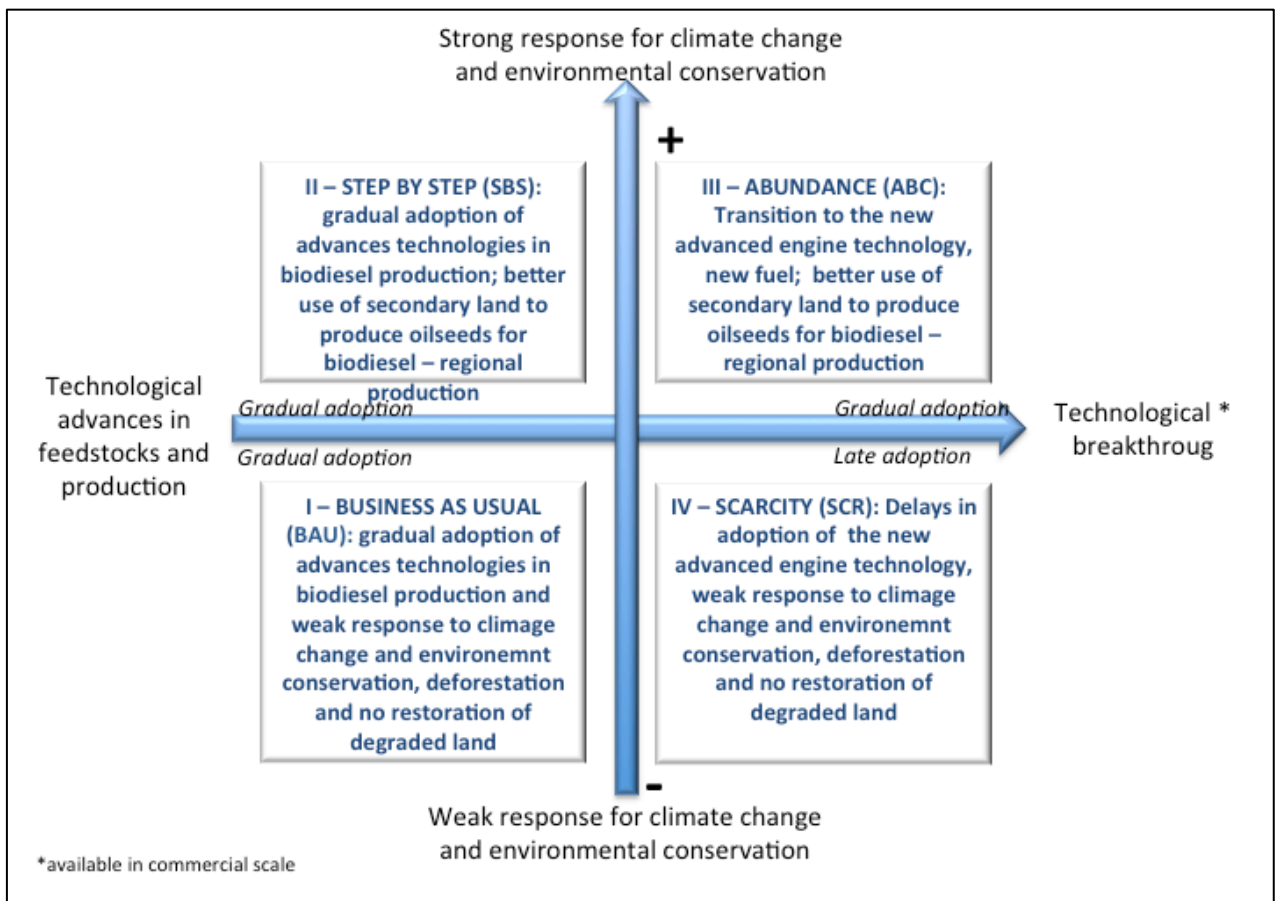 Strong response for climate change
and environmental conservation
+
II – STEP BY STEP (SBS):
gradual adoption of
advances technologies in
biodiesel production; better
use of secondary land to
produce oilseeds for
biodiesel – regional
production
III – ABUNDANCE (ABC):
Transition to the new
advanced engine technology,
new fuel;  better use of
secondary land to produce
oilseeds for biodiesel –
regional production
Technological
advances in
feedstocks and
production
Gradual adoption
Gradual adoption
Gradual adoption
Late adoption
Technological *
breakthroug
I – BUSINESS AS USUAL
(BAU): gradual adoption of
advances technologies in
biodiesel production and
weak response to climage
change and environemnt
conservation, deforestation
and no restoration of
degraded land
IV – SCARCITY (SCR): Delays in
adoption of  the new
advanced engine technology,
weak response to climage
change and environemnt
conservation, deforestation
and no restoration of
degraded land
-
Weak response for climate change
and environmental conservation
*available in commercial scale